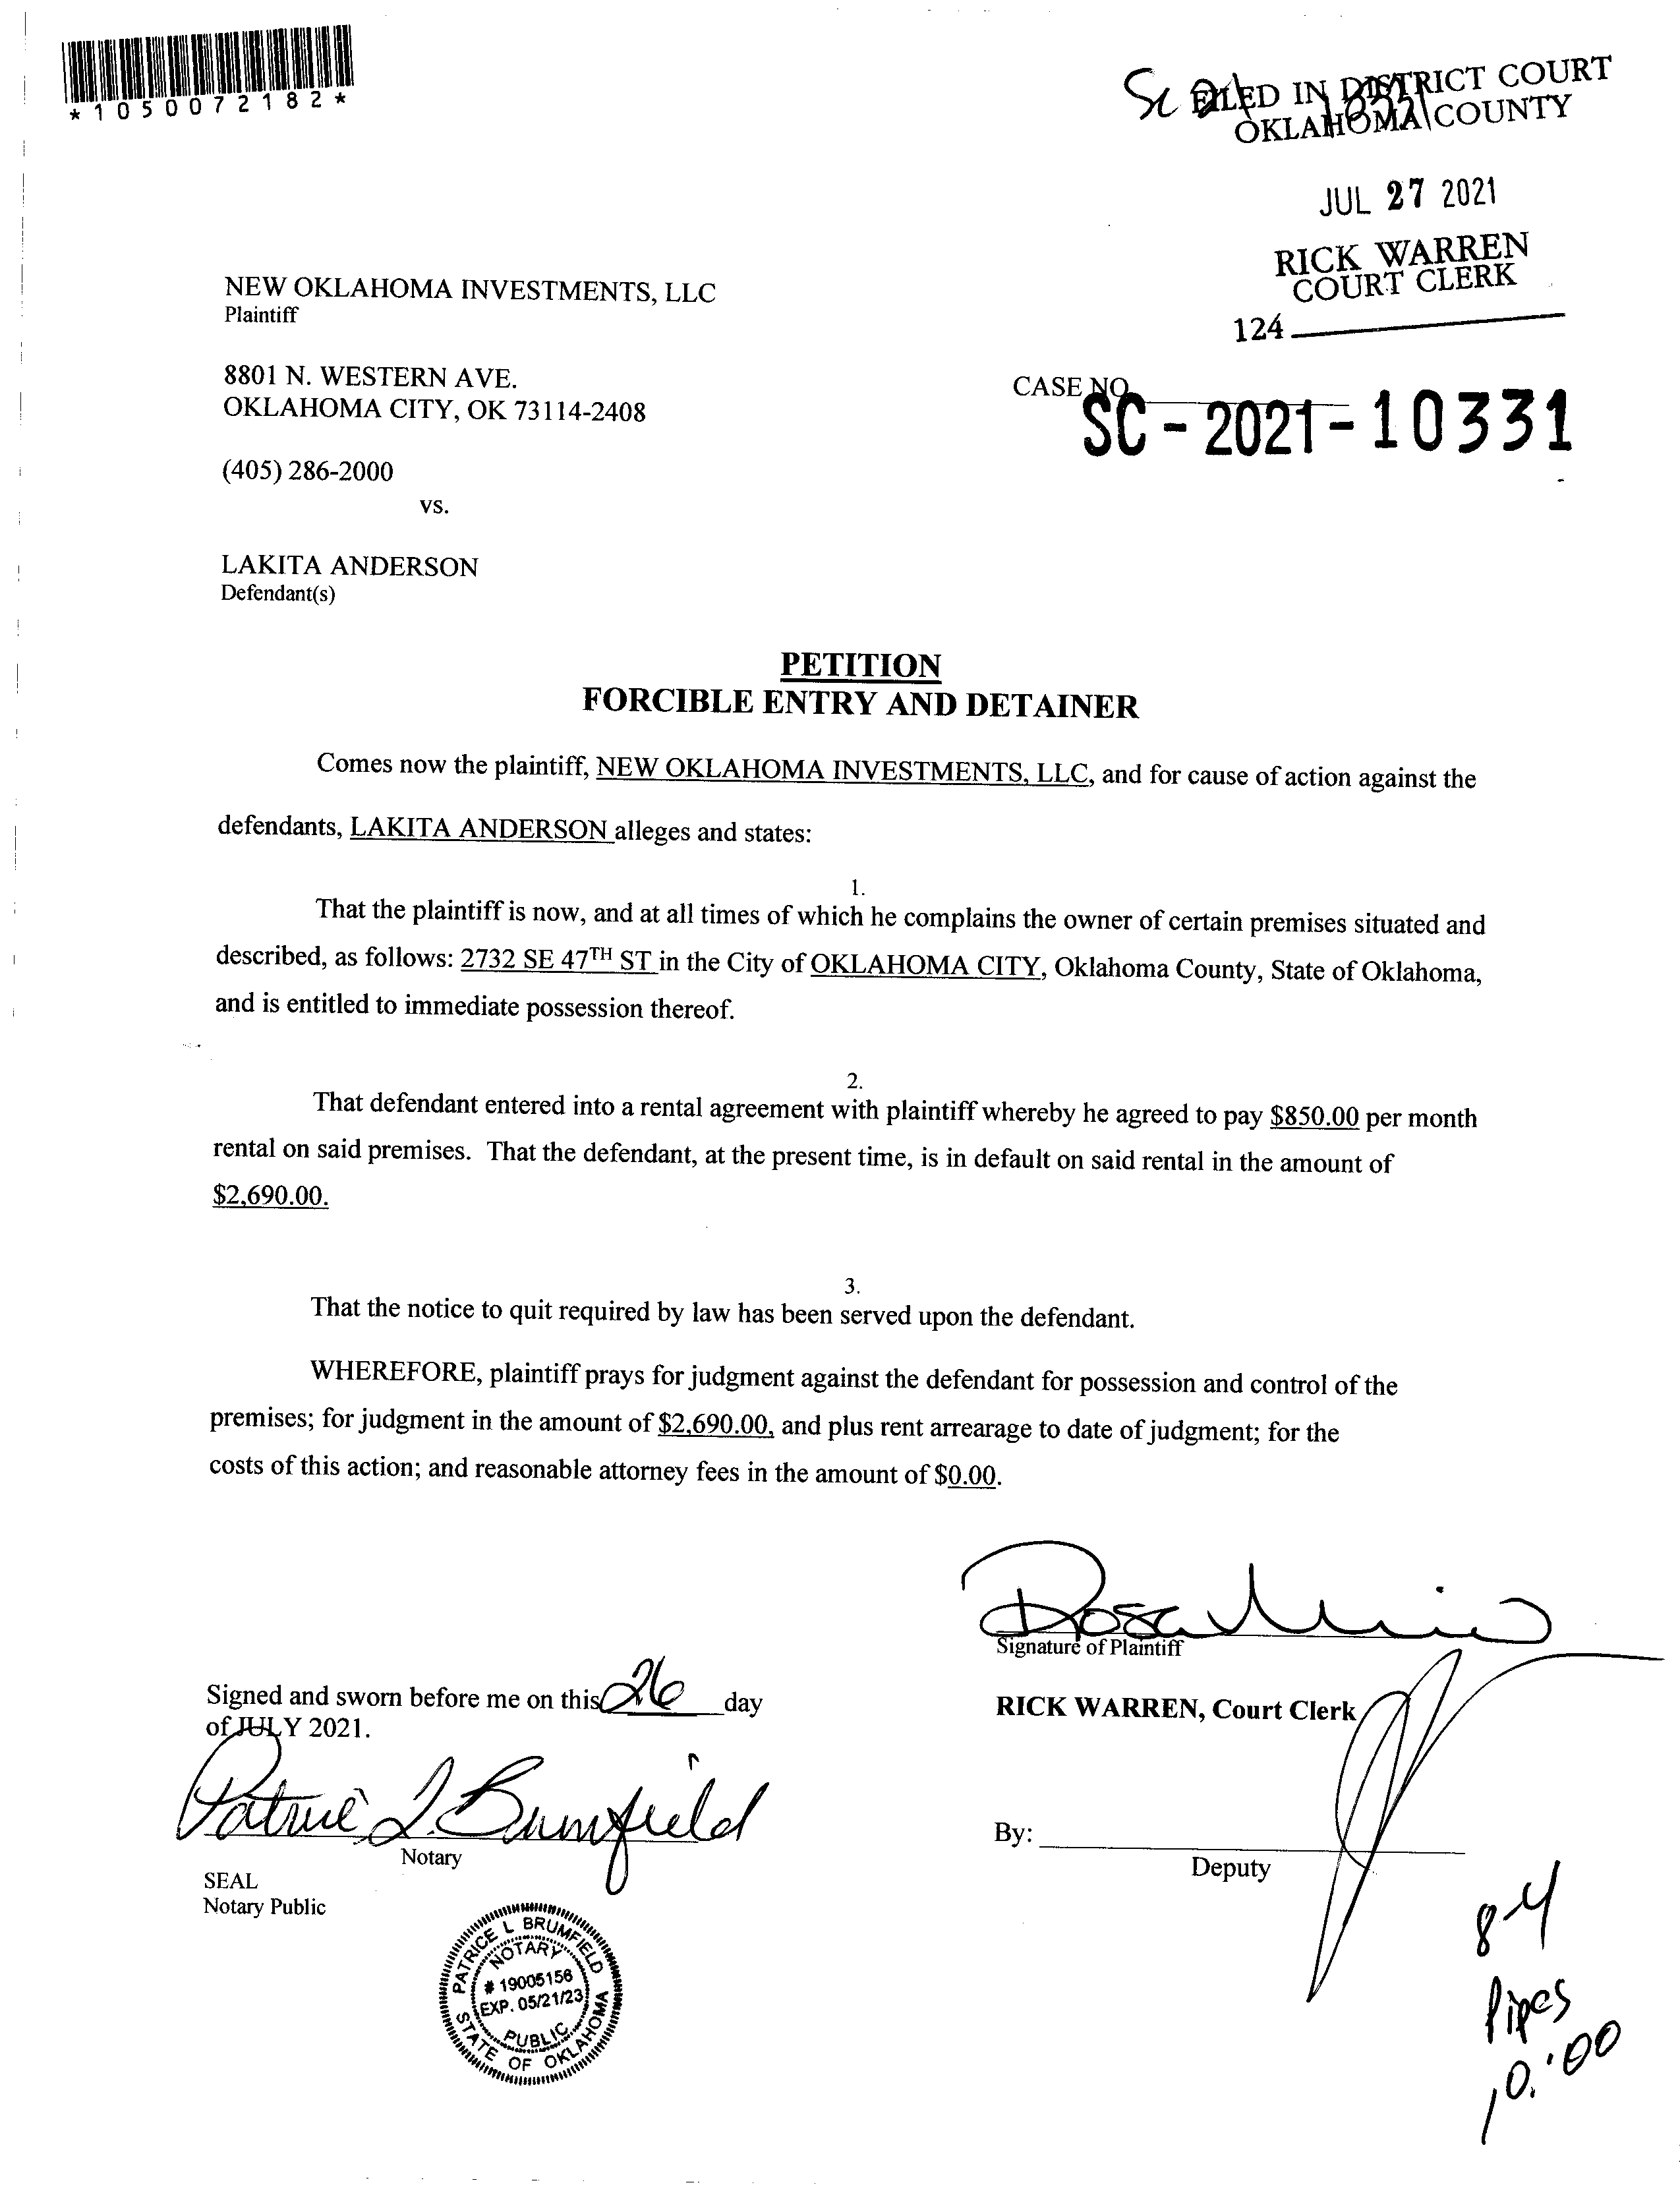 *1050072182*
SC 21 10331
FILED IN DISTRICT COURT
OKLAHOMA COUNTY
JUL 27 2021
RICK WARREN
COURT CLERK
124
NEW OKLAHOMA INVESTMENTS, LLC
Plaintiff
8801 N. WESTERN AVE.
OKLAHOMA CITY, OK 73114-2408
CASE NO.
SC-2021-10331
(405) 286-2000
vs.
LAKITA ANDERSON
Defendant(s)
PETITION
FORCIBLE ENTRY AND DETAINER
Comes now the plaintiff, NEW OKLAHOMA INVESTMENTS, LLC, and for cause of action against the
defendants, LAKITA ANDERSON alleges and states:
1.
That the plaintiff is now, and at all times of which he complains the owner of certain premises situated and
described, as follows: 2732 SE 47TH ST in the City of OKLAHOMA CITY, Oklahoma County, State of Oklahoma,
and is entitled to immediate possession thereof.
2.
That defendant entered into a rental agreement with plaintiff whereby he agreed to pay $850.00 per month
rental on said premises. That the defendant, at the present time, is in default on said rental in the amount of
$2,690.00.
3.
That the notice to quit required by law has been served upon the defendant.
WHEREFORE, plaintiff prays for judgment against the defendant for possession and control of the
premises; for judgment in the amount of $2,690.00, and plus rent arrearage to date of judgment; for the
costs of this action; and reasonable attorney fees in the amount of $0.00.
Signature of Plaintiff
Signed and sworn before me on this 26 day
of JULY 2021.
RICK WARREN, Court Clerk
Patrice L. Brumfield
Notary
By:
Deputy
SEAL
Notary Public
PATRICE L BRUMFIELD
NOTARY
# 19005156
EXP. 05/21/23
PUBLIC
STATE OF OKLAHOMA
8-4
Pipes
10:00